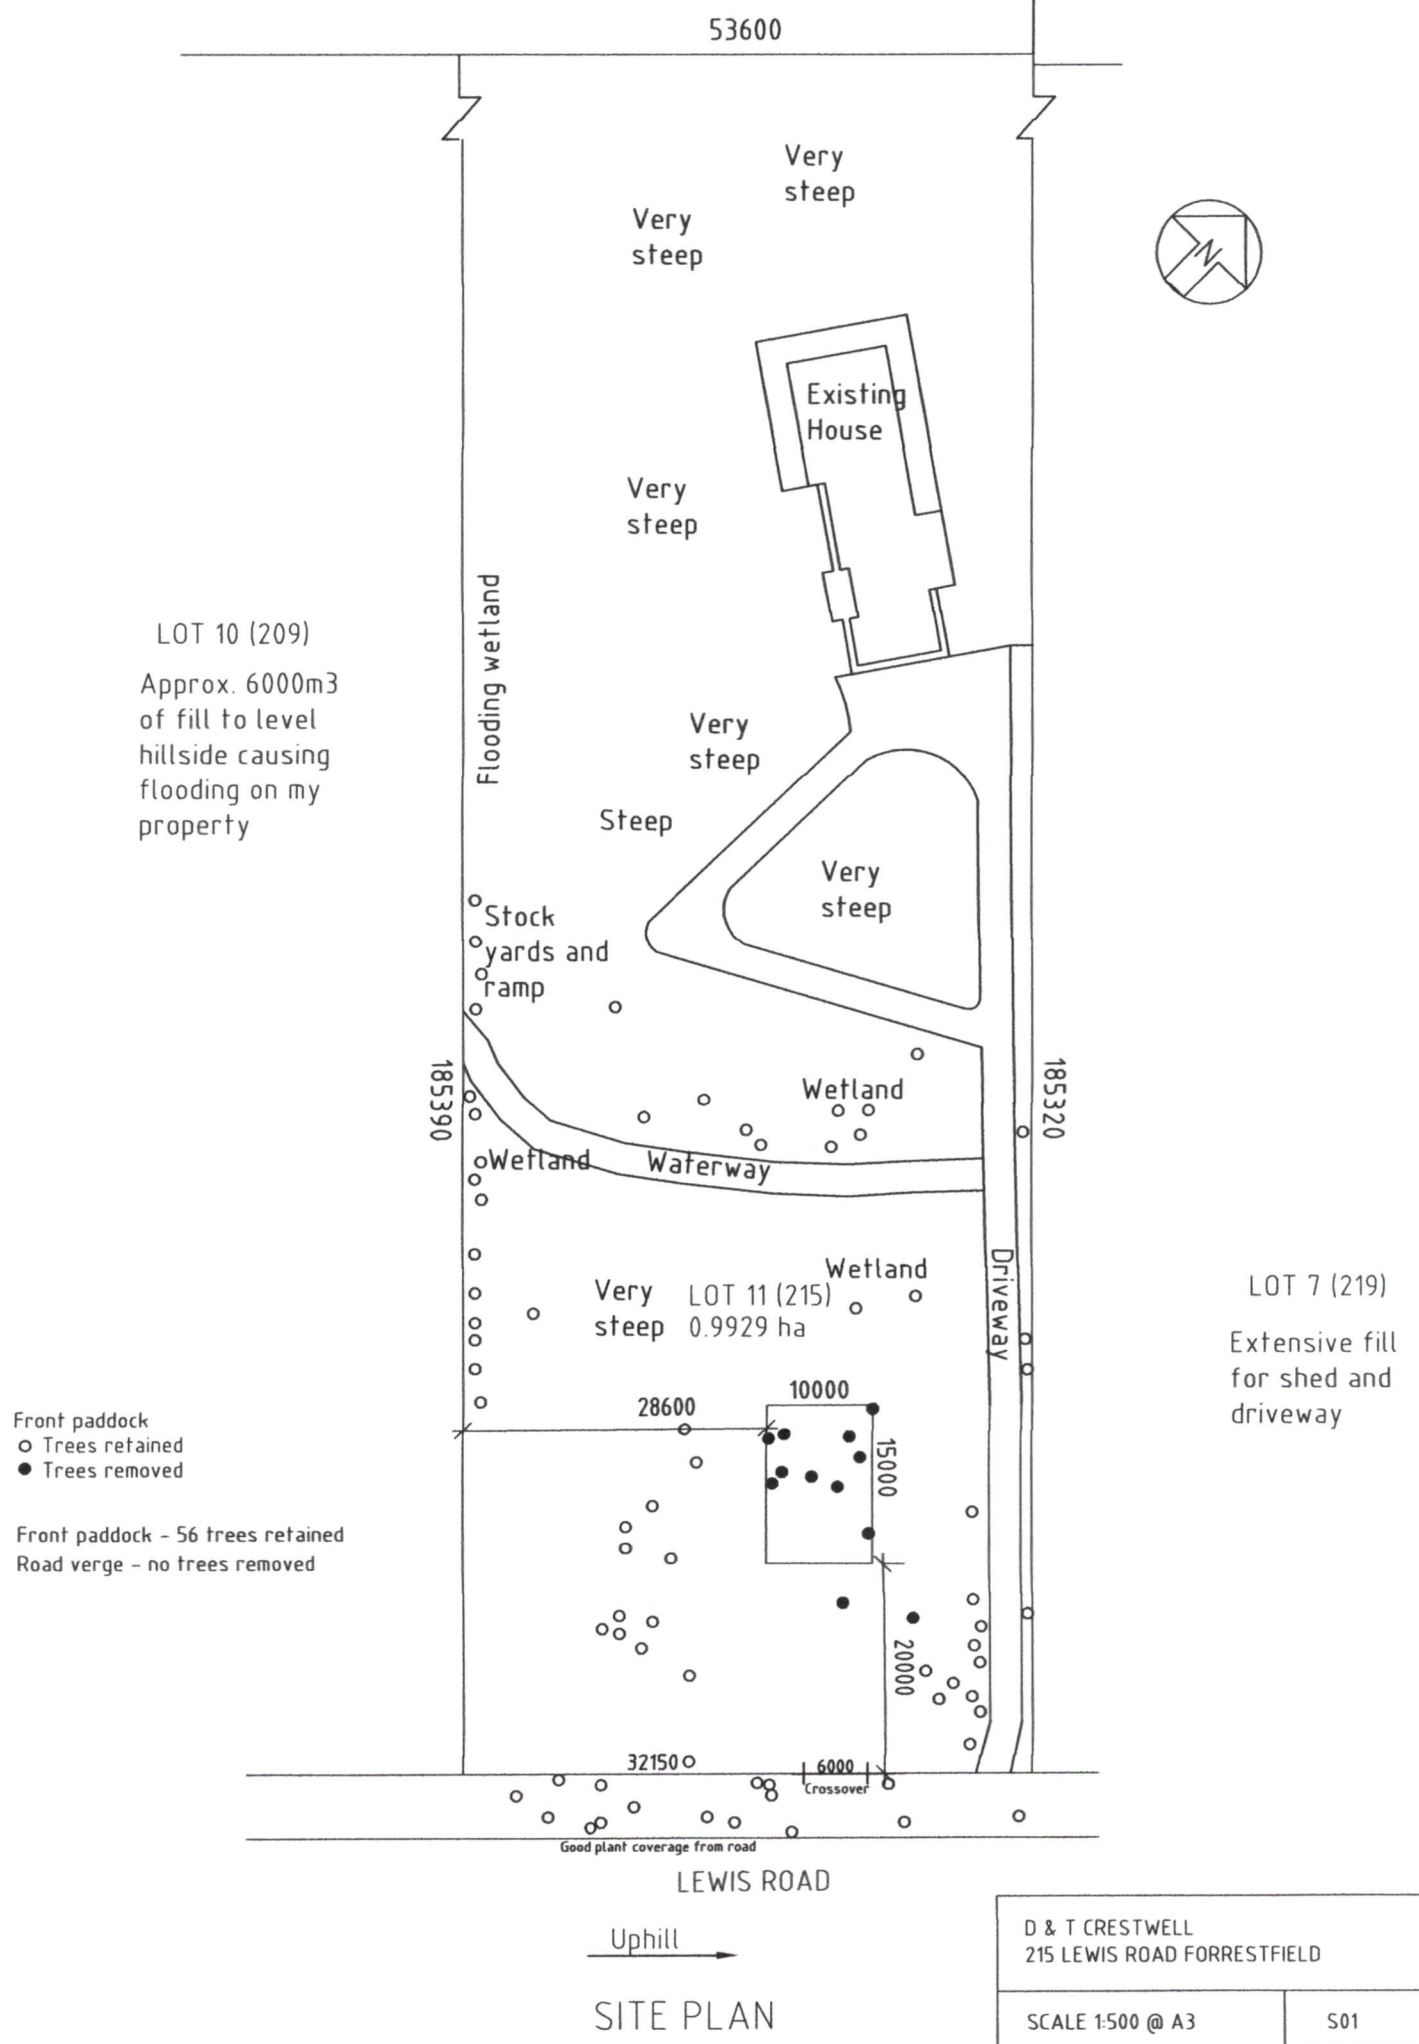 53600
Very
steep
Very
steep
N
Existing
House
Very
steep
Flooding wetland
LOT 10 (209)
Approx. 6000m3
of fill to level
hillside causing
flooding on my
property
Very
steep
Steep
Very
steep
Stock
yards and
ramp
185390
185320
Wetland
Wetland
Waterway
Driveway
Wetland
Very
steep
LOT 11 (215)
0.9929 ha
LOT 7 (219)
Extensive fill
for shed and
driveway
10000
28600
15000
Front paddock
Trees retained
Trees removed
Front paddock - 56 trees retained
Road verge - no trees removed
20000
32150
6000
Crossover
Good plant coverage from road
LEWIS ROAD
Uphill
SITE PLAN
D & T CRESTWELL
215 LEWIS ROAD FORRESTFIELD
SCALE 1:500 @ A3
S01